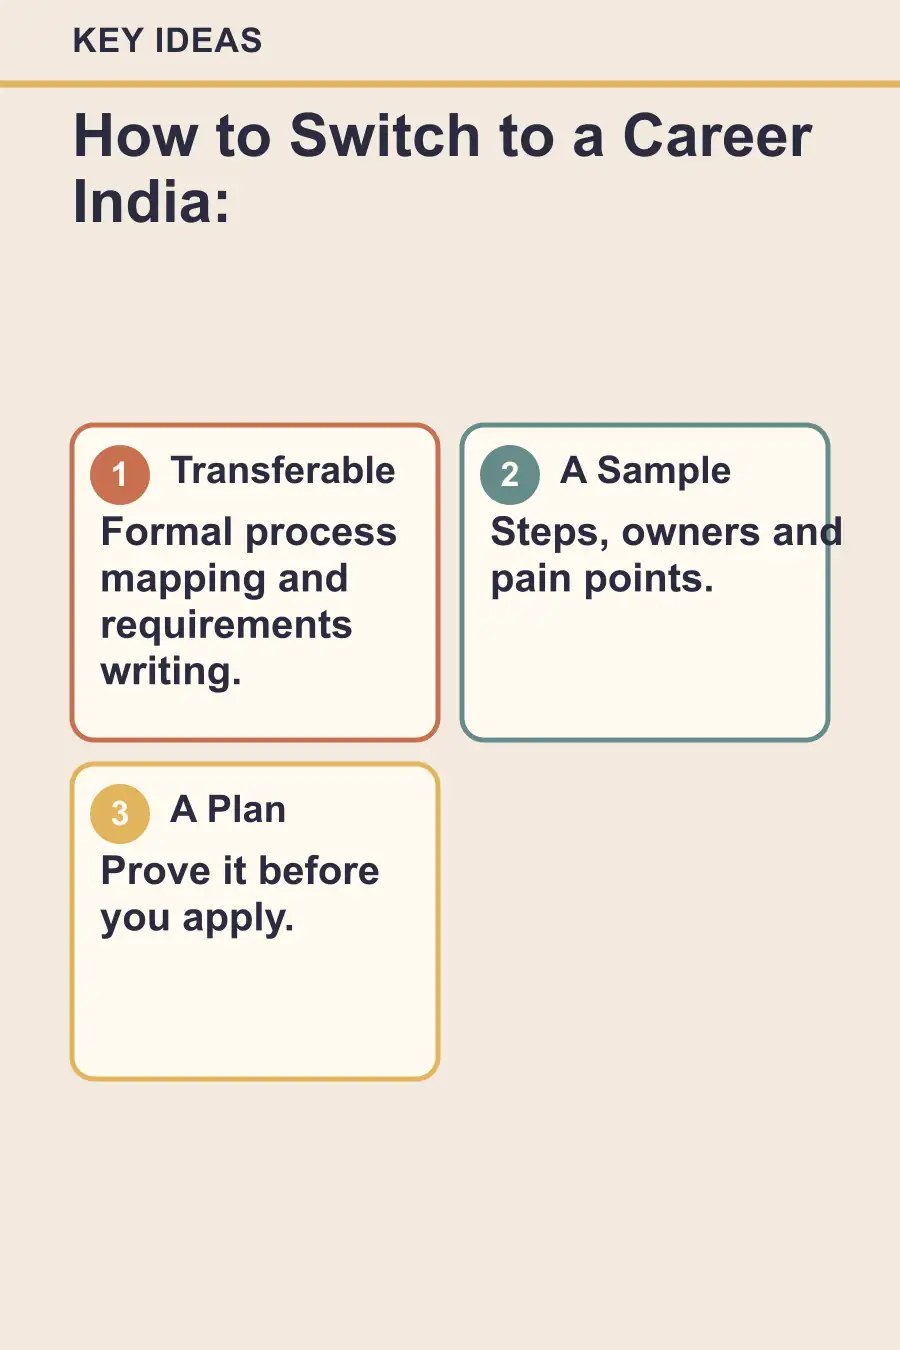 KEY IDEAS
How to Switch to a Career
India:
1 Transferable
Formal process
mapping and
requirements
writing.
2 A Sample
Steps, owners and
pain points.
3 A Plan
Prove it before
you apply.